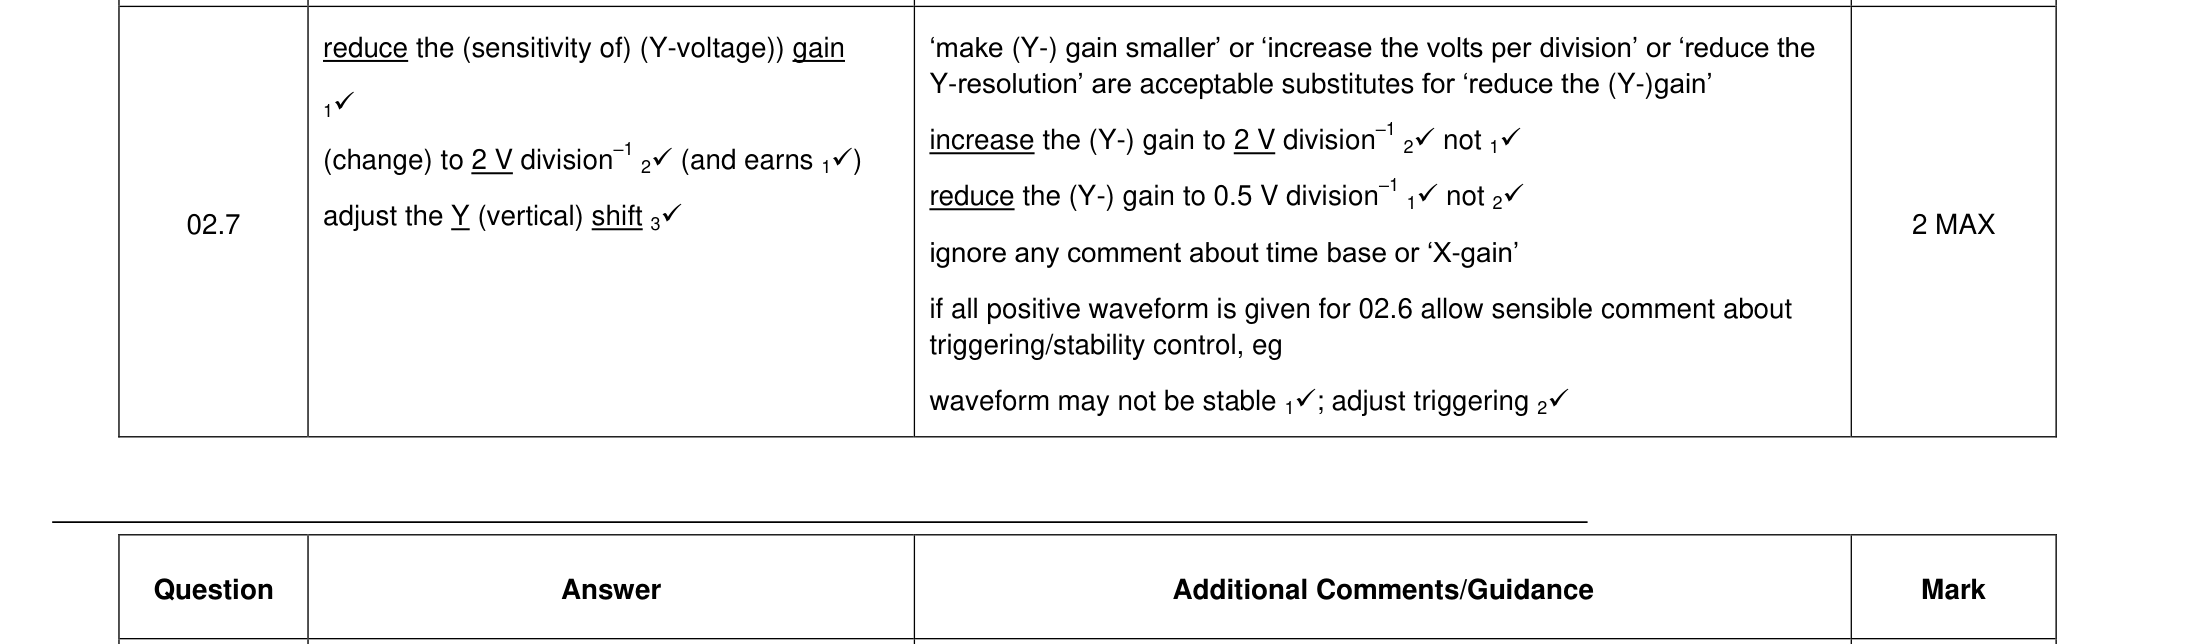 02.7
reduce the (sensitivity of) (Y-voltage)) gain
₁✓
(change) to 2 V division⁻¹ ₂✓ (and earns ₁✓)
adjust the Y (vertical) shift ₃✓
‘make (Y-) gain smaller’ or ‘increase the volts per division’ or ‘reduce the
Y-resolution’ are acceptable substitutes for ‘reduce the (Y-)gain’
increase the (Y-) gain to 2 V division⁻¹ ₂✓ not ₁✓
reduce the (Y-) gain to 0.5 V division⁻¹ ₁✓ not ₂✓
ignore any comment about time base or ‘X-gain’
if all positive waveform is given for 02.6 allow sensible comment about
triggering/stability control, eg
waveform may not be stable ₁✓; adjust triggering ₂✓
2 MAX
Question Answer Additional Comments/Guidance Mark